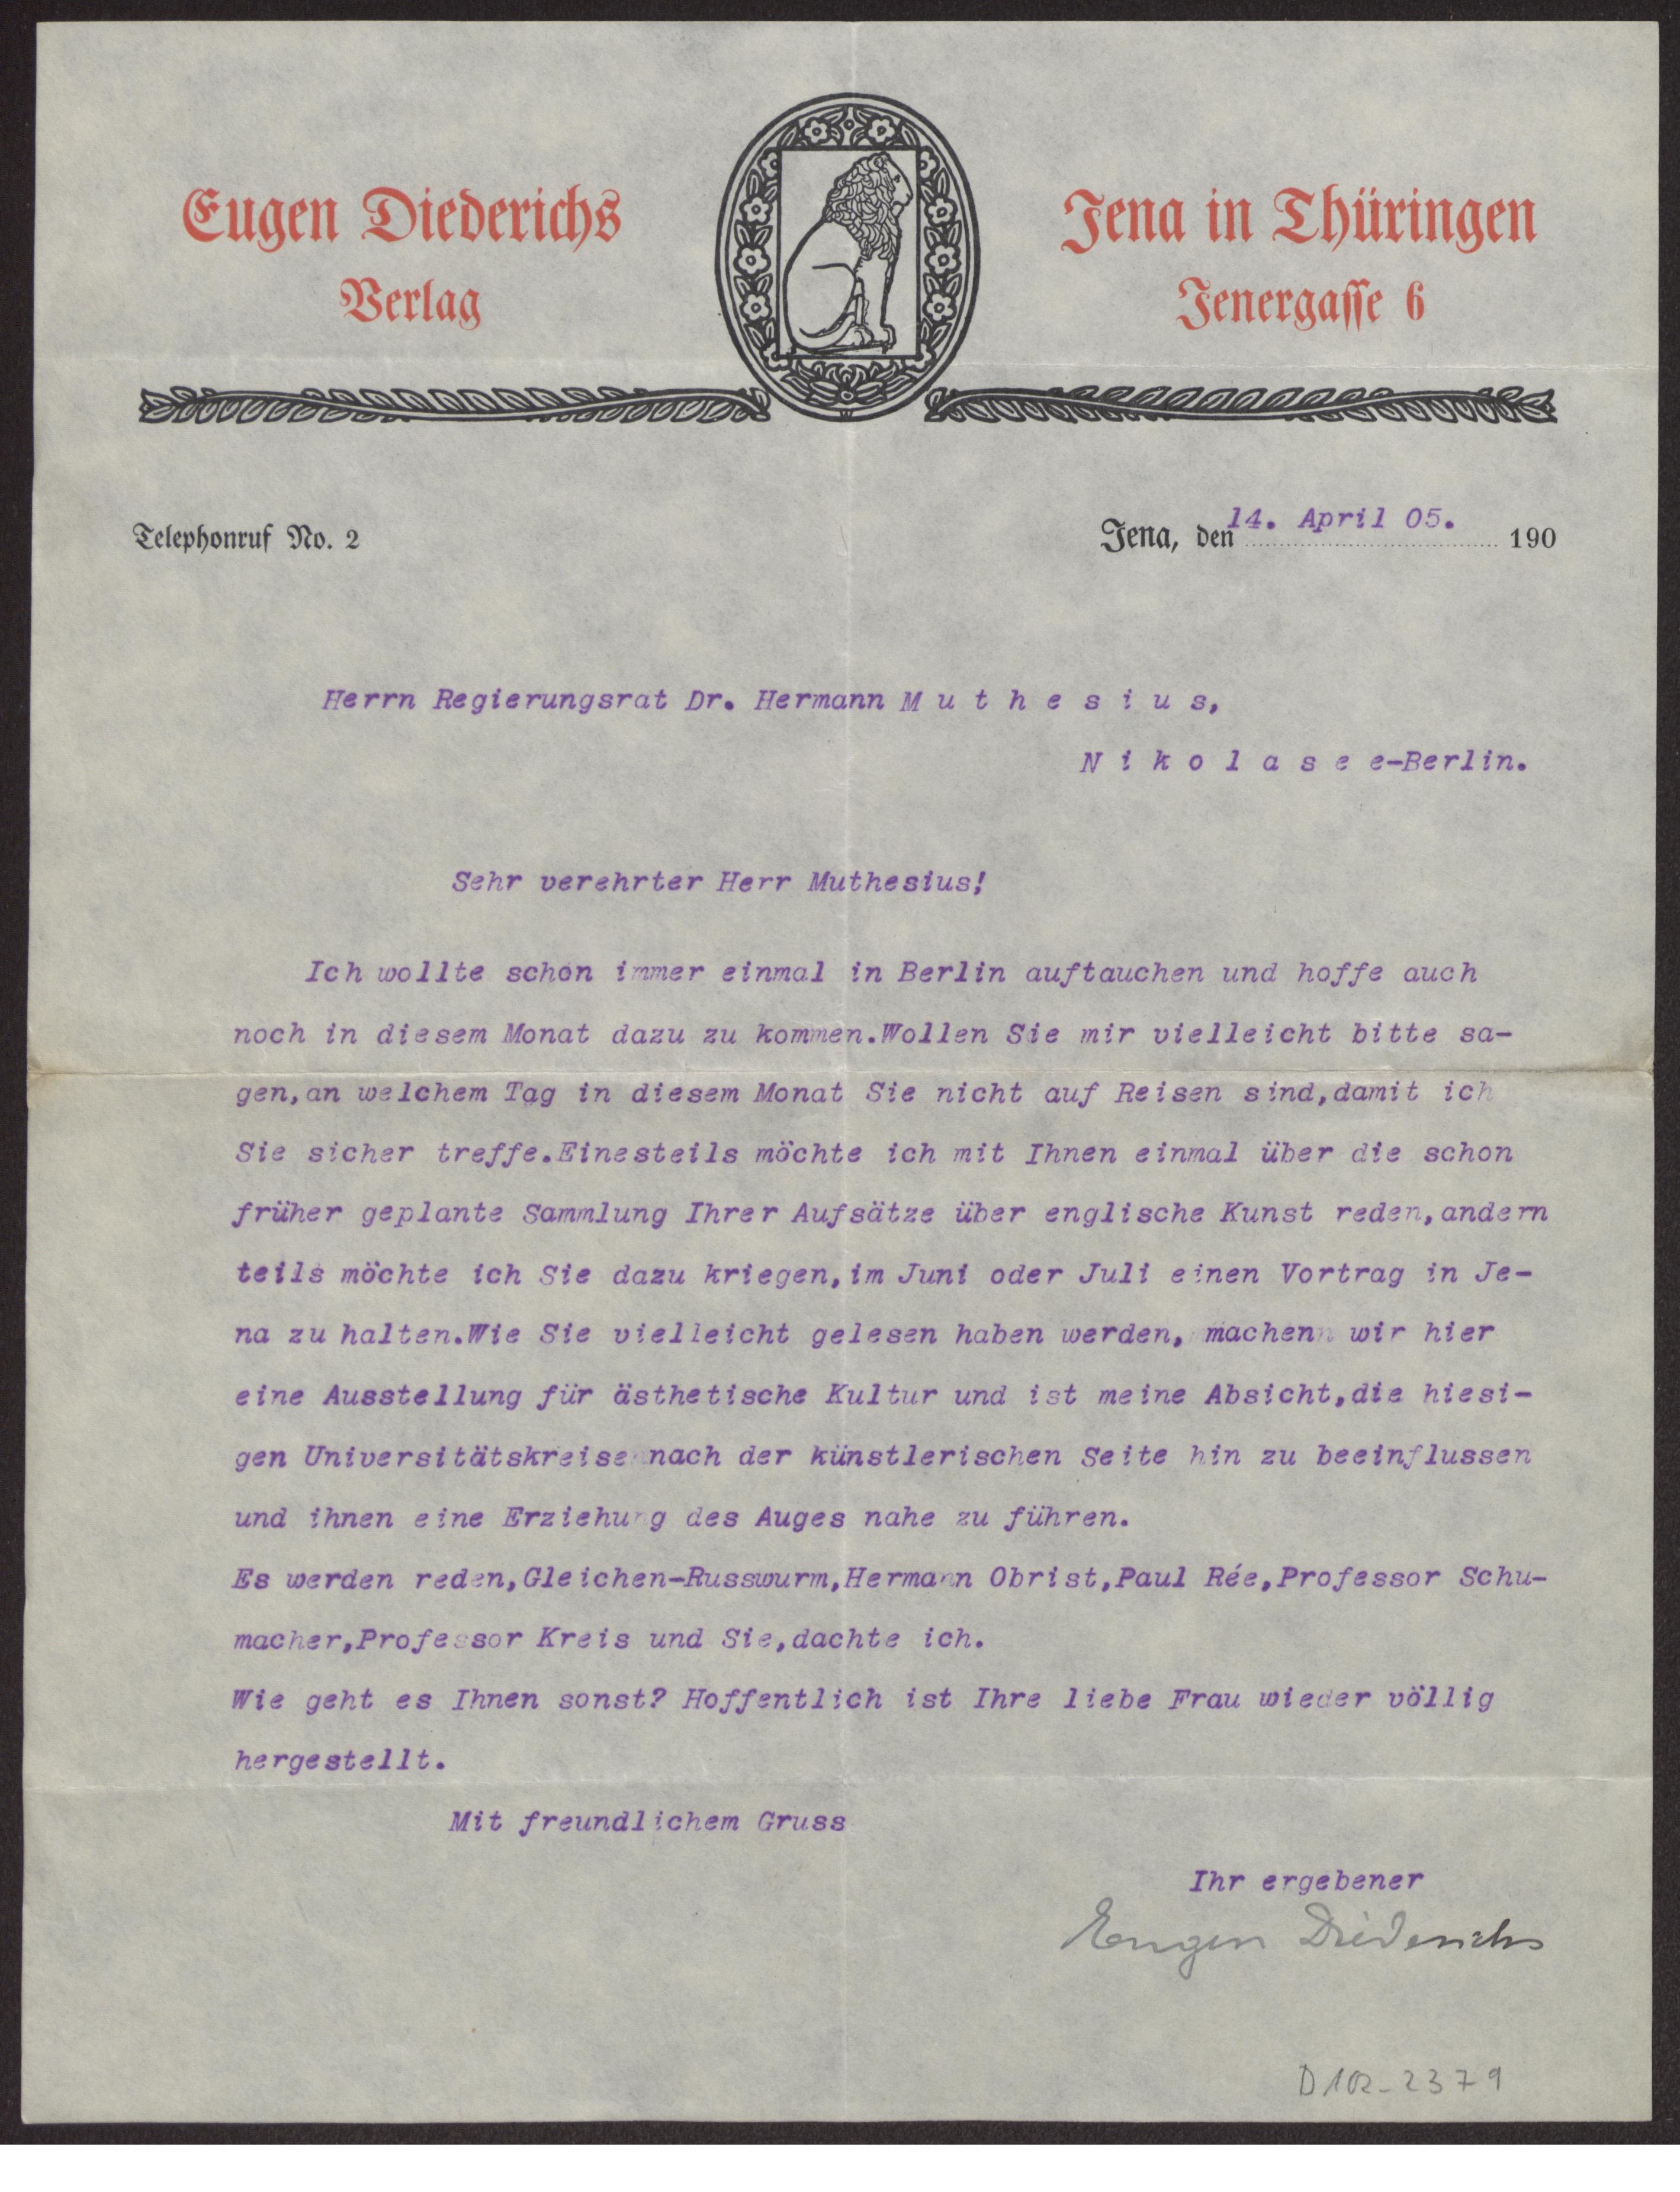 Eugen Diederichs
Verlag
Jena in Thüringen
Jenergasse 6
Telephonruf No. 2
Jena, den 14. April 05. 190
Herrn Regierungsrat Dr. Hermann M u t h e s i u s,
N i k o l a s e e-Berlin.
Sehr verehrter Herr Muthesius!
Ich wollte schon immer einmal in Berlin auftauchen und hoffe auch
noch in diesem Monat dazu zu kommen.Wollen Sie mir vielleicht bitte sa-
gen,an welchem Tag in diesem Monat Sie nicht auf Reisen sind,damit ich
Sie sicher treffe.Einesteils möchte ich mit Ihnen einmal über die schon
früher geplante Sammlung Ihrer Aufsätze über englische Kunst reden,andern
teils möchte ich Sie dazu kriegen,im Juni oder Juli einen Vortrag in Je-
na zu halten.Wie Sie vielleicht gelesen haben werden, machen wir hier
eine Ausstellung für ästhetische Kultur und ist meine Absicht,die hiesi-
gen Universitätskreise nach der künstlerischen Seite hin zu beeinflussen
und ihnen eine Erziehung des Auges nahe zu führen.
Es werden reden,Gleichen-Russwurm,Hermann Obrist,Paul Rée,Professor Schu-
macher,Professor Kreis und Sie,dachte ich.
Wie geht es Ihnen sonst? Hoffentlich ist Ihre liebe Frau wieder völlig
hergestellt.
Mit freundlichem Gruss
Ihr ergebener
Eugen Diederichs
D 102-2379